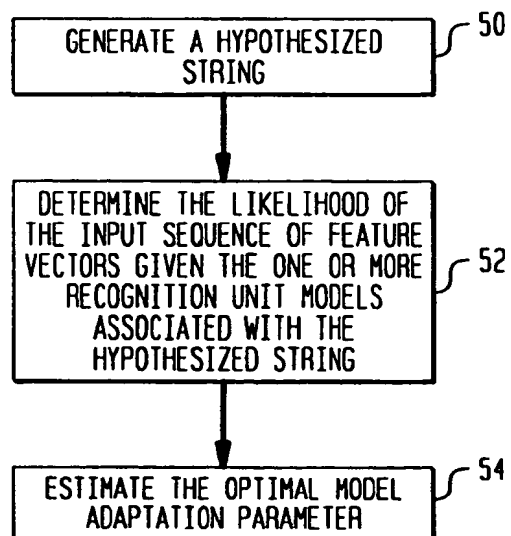 GENERATE A HYPOTHESIZED
STRING
50
DETERMINE THE LIKELIHOOD OF
THE INPUT SEQUENCE OF FEATURE
VECTORS GIVEN THE ONE OR MORE
RECOGNITION UNIT MODELS
ASSOCIATED WITH THE
HYPOTHESIZED STRING
52
ESTIMATE THE OPTIMAL MODEL
ADAPTATION PARAMETER
54